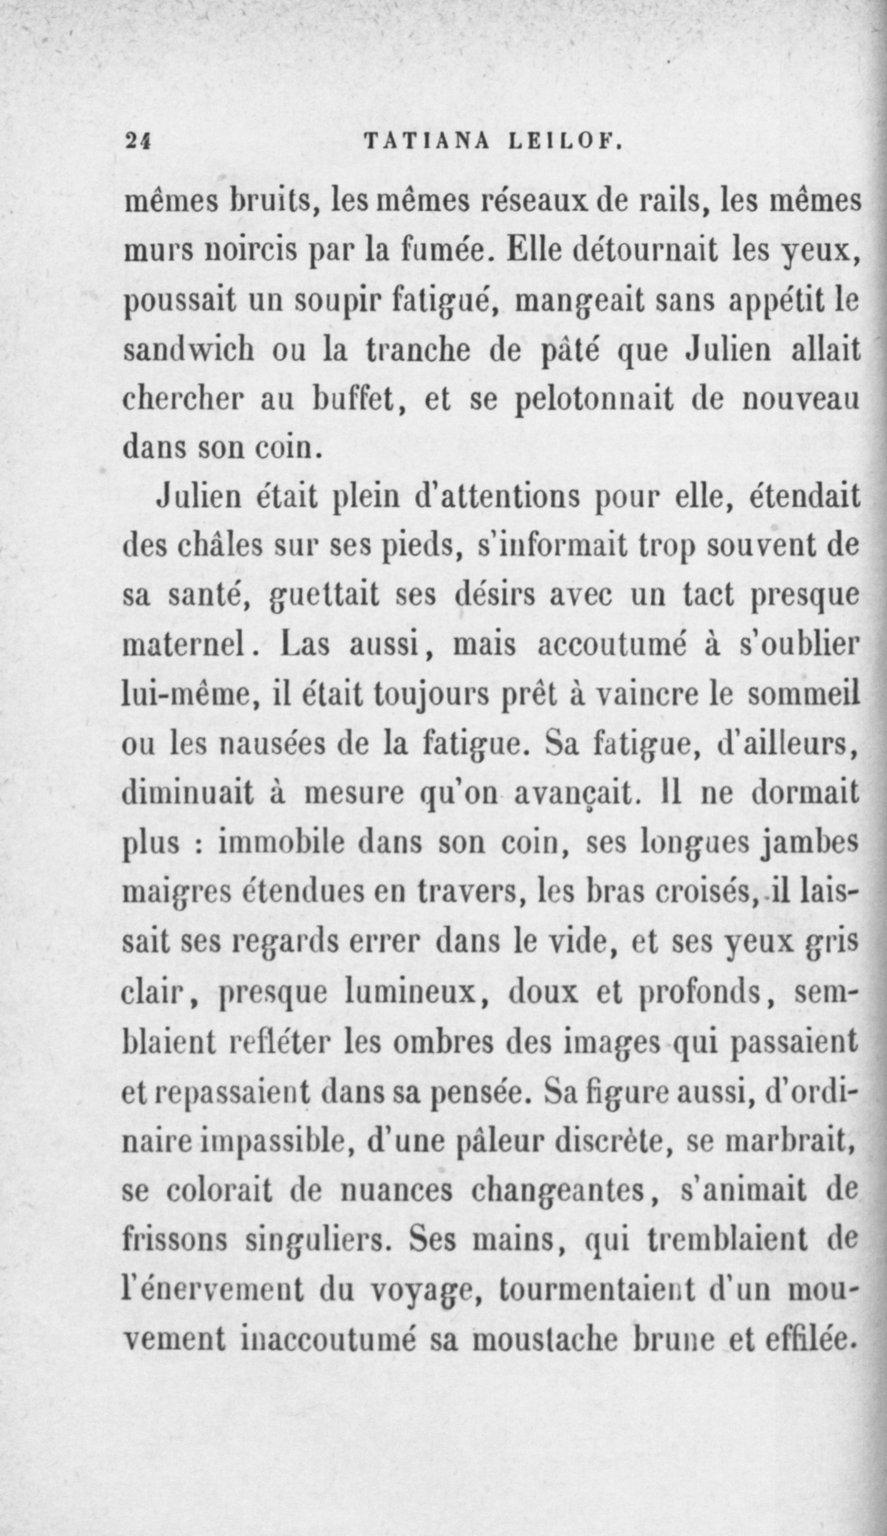 24 TATIANA LEILOF.
mêmes bruits, les mêmes réseaux de rails, les mêmes
murs noircis par la fumée. Elle détournait les yeux,
poussait un soupir fatigué, mangeait sans appétit le
sandwich ou la tranche de pâté que Julien allait
chercher au buffet, et se pelotonnait de nouveau
dans son coin.
Julien était plein d'attentions pour elle, étendait
des châles sur ses pieds, s'informait trop souvent de
sa santé, guettait ses désirs avec un tact presque
maternel. Las aussi, mais accoutumé à s'oublier
lui-même, il était toujours prêt à vaincre le sommeil
ou les nausées de la fatigue. Sa fatigue, d'ailleurs,
diminuait à mesure qu'on avançait. Il ne dormait
plus : immobile dans son coin, ses longues jambes
maigres étendues en travers, les bras croisés, il lais-
sait ses regards errer dans le vide, et ses yeux gris
clair, presque lumineux, doux et profonds, sem-
blaient refléter les ombres des images qui passaient
et repassaient dans sa pensée. Sa figure aussi, d'ordi-
naire impassible, d'une pâleur discrète, se marbrait,
se colorait de nuances changeantes, s'animait de
frissons singuliers. Ses mains, qui tremblaient de
l'énervement du voyage, tourmentaient d'un mou-
vement inaccoutumé sa moustache brune et effilée.